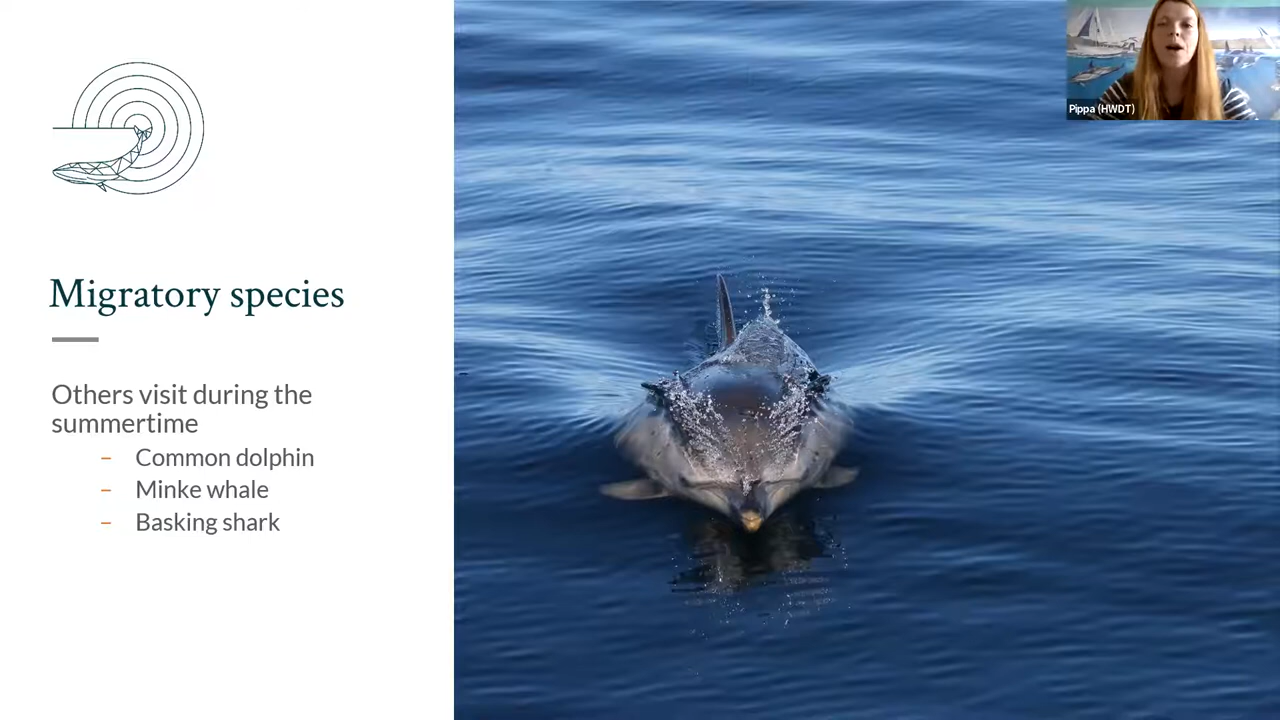 Migratory species
Others visit during the
summertime
– Common dolphin
– Minke whale
– Basking shark
Pippa (HWDT)